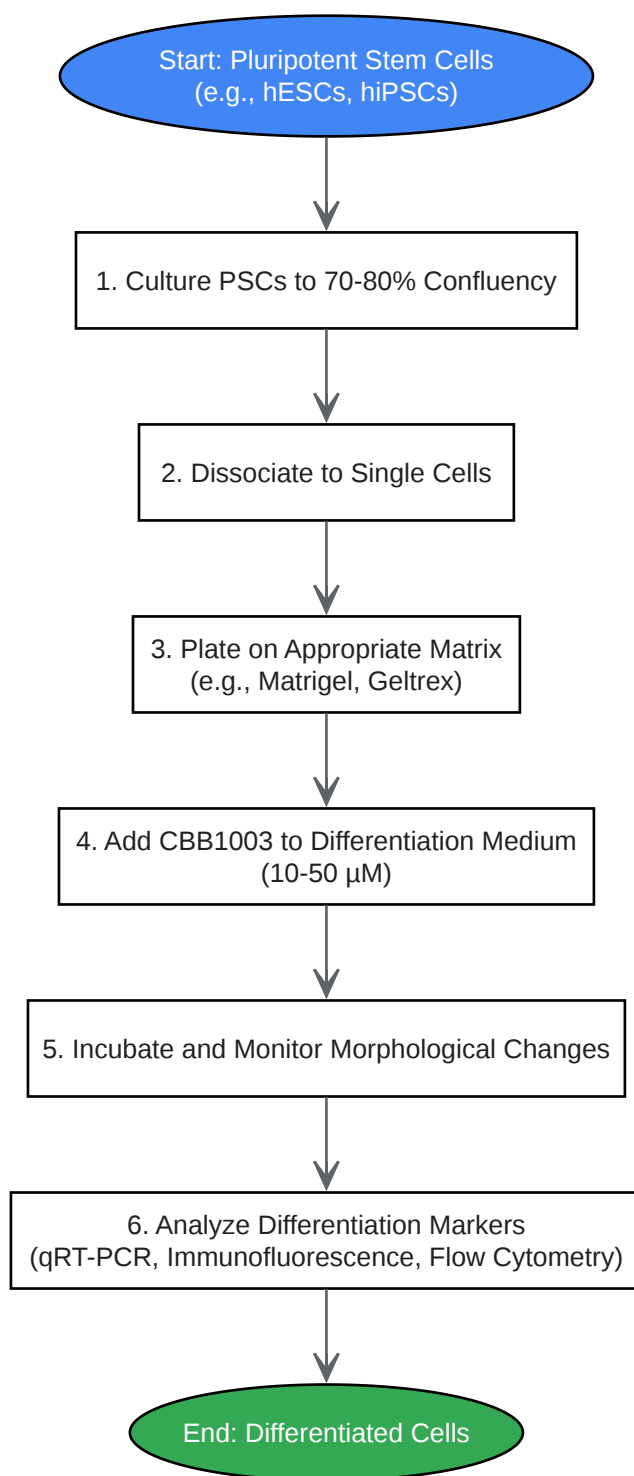 Start: Pluripotent Stem Cells
(e.g., hESCs, hiPSCs)
1. Culture PSCs to 70-80% Confluency
2. Dissociate to Single Cells
3. Plate on Appropriate Matrix
(e.g., Matrigel, Geltrex)
4. Add CBB1003 to Differentiation Medium
(10-50 µM)
5. Incubate and Monitor Morphological Changes
6. Analyze Differentiation Markers
(qRT-PCR, Immunofluorescence, Flow Cytometry)
End: Differentiated Cells